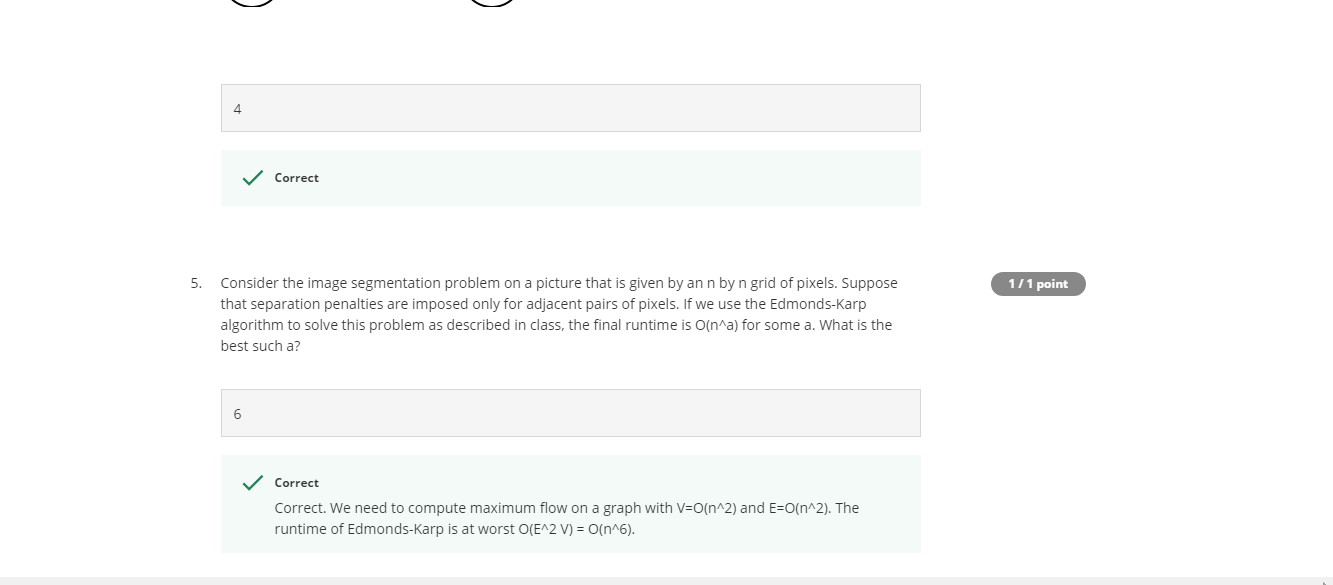 4
Correct
5. Consider the image segmentation problem on a picture that is given by an n by n grid of pixels. Suppose
that separation penalties are imposed only for adjacent pairs of pixels. If we use the Edmonds-Karp
algorithm to solve this problem as described in class, the final runtime is O(n^a) for some a. What is the
best such a?
1 / 1 point
6
Correct
Correct. We need to compute maximum flow on a graph with V=O(n^2) and E=O(n^2). The
runtime of Edmonds-Karp is at worst O(E^2 V) = O(n^6).